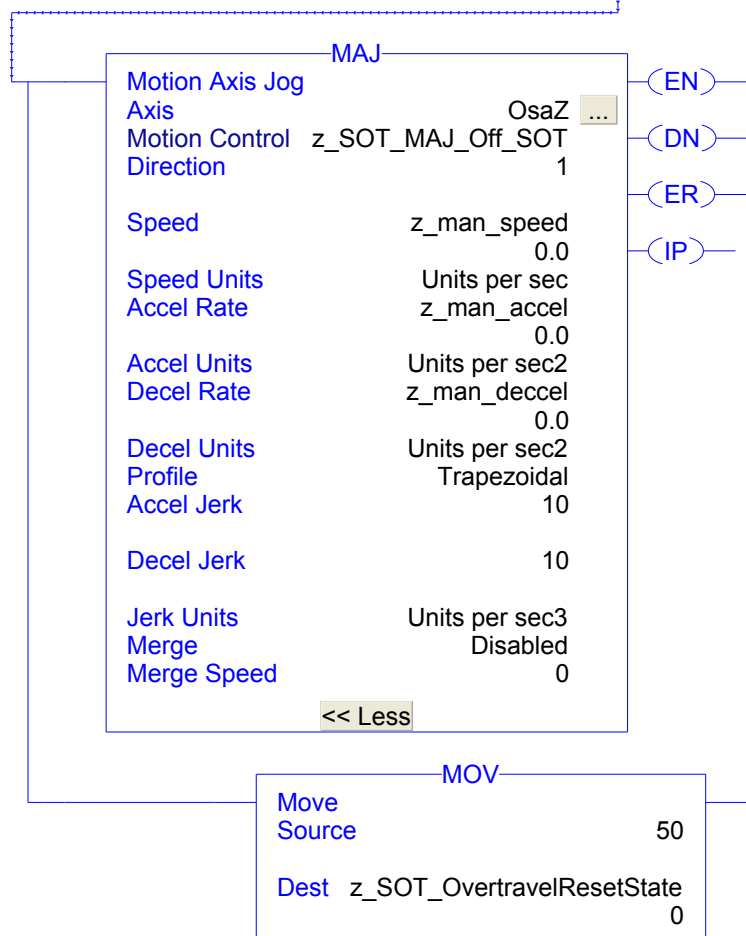 MAJ
Motion Axis Jog
EN
Axis OsaZ ...
Motion Control z_SOT_MAJ_Off_SOT
DN
Direction 1
ER
Speed z_man_speed
0.0
IP
Speed Units Units per sec
Accel Rate z_man_accel
0.0
Accel Units Units per sec2
Decel Rate z_man_deccel
0.0
Decel Units Units per sec2
Profile Trapezoidal
Accel Jerk 10
Decel Jerk 10
Jerk Units Units per sec3
Merge Disabled
Merge Speed 0
<< Less
MOV
Move
Source 50
Dest z_SOT_OvertravelResetState
0